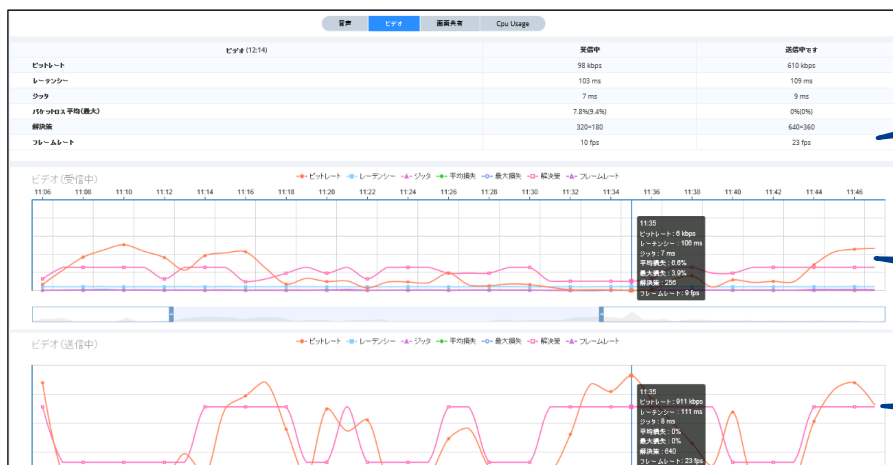 音声 ビデオ 画面共有 Cpu Usage
ビデオ (12:14) 受信中 送信中です
ビットレート 98 kbps 610 kbps
レーテンシー 103 ms 109 ms
ジッタ 7 ms 9 ms
パケットロス 平均(最大) 7.8%(9.4%) 0%(0%)
解決策 320×180 640×360
フレームレート 10 fps 23 fps
ビデオ(受信中) ビットレート レーテンシー ジッタ 平均損失 最大損失 解決策 フレームレート
11:06 11:08 11:10 11:12 11:14 11:16 11:18 11:20 11:22 11:24 11:26 11:28 11:30 11:32 11:34 11:36 11:38 11:40 11:42 11:44 11:46
11:35
ビットレート : 6 kbps
レーテンシー : 106 ms
ジッタ : 7 ms
平均損失 : 6.6%
最大損失 : 3.9%
解決策 : 256
フレームレート : 9 fps
ビデオ(送信中) ビットレート レーテンシー ジッタ 平均損失 最大損失 解決策 フレームレート
11:35
ビットレート : 911 kbps
レーテンシー : 111 ms
ジッタ : 8 ms
平均損失 : 0%
最大損失 : 0%
解決策 : 640
フレームレート : 23 fps